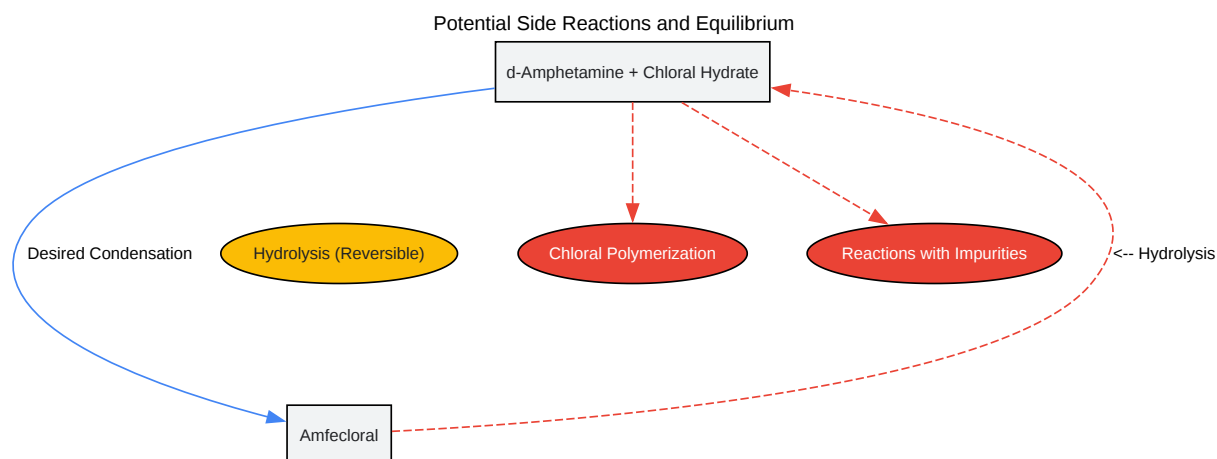 Potential Side Reactions and Equilibrium
d-Amphetamine + Chloral Hydrate
Desired Condensation
Hydrolysis (Reversible)
Chloral Polymerization
Reactions with Impurities
<-- Hydrolysis
Amfecloral